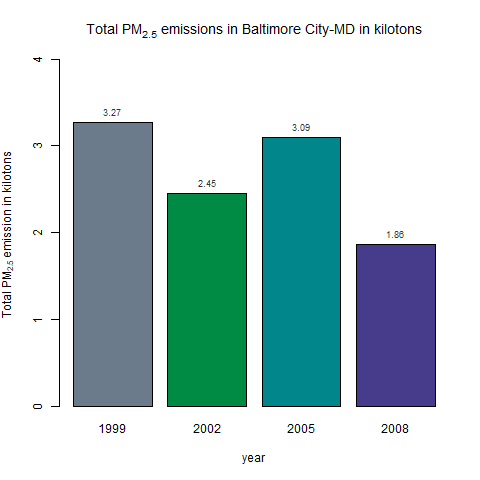 Total PM2.5 emissions in Baltimore City-MD in kilotons
Total PM2.5 emission in kilotons
4
3
2
1
0
3.27
2.45
3.09
1.86
1999 2002 2005 2008
year